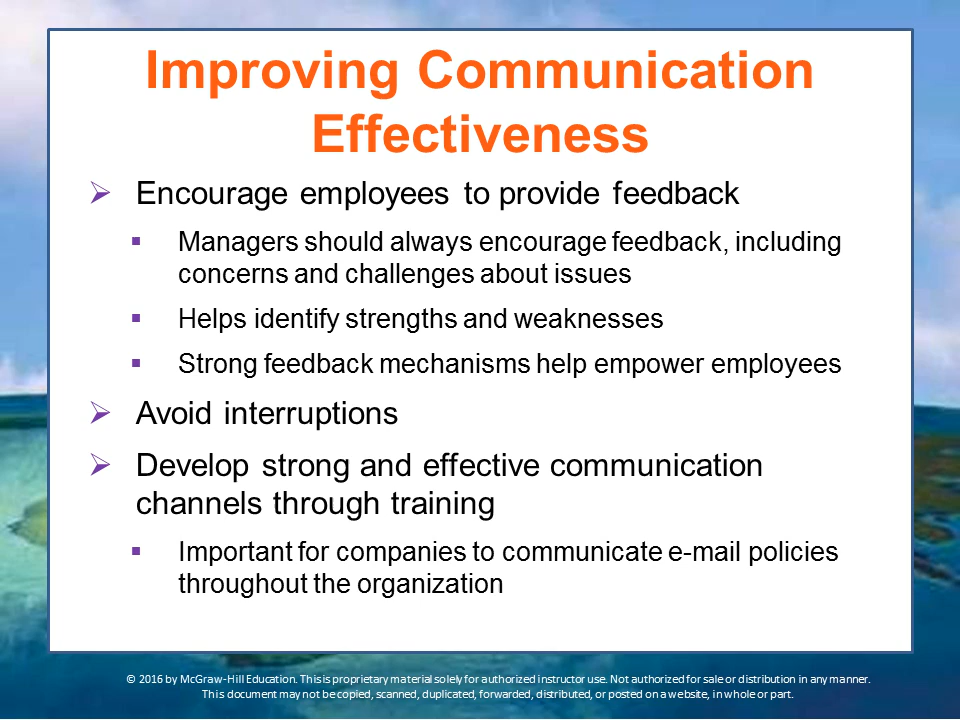 Improving Communication
Effectiveness
➢ Encourage employees to provide feedback
▪ Managers should always encourage feedback, including
concerns and challenges about issues
▪ Helps identify strengths and weaknesses
▪ Strong feedback mechanisms help empower employees
➢ Avoid interruptions
➢ Develop strong and effective communication
channels through training
▪ Important for companies to communicate e-mail policies
throughout the organization
© 2016 by McGraw-Hill Education. This is proprietary material solely for authorized instructor use. Not authorized for sale or distribution in any manner.
This document may not be copied, scanned, duplicated, forwarded, distributed, or posted on a website, in whole or part.